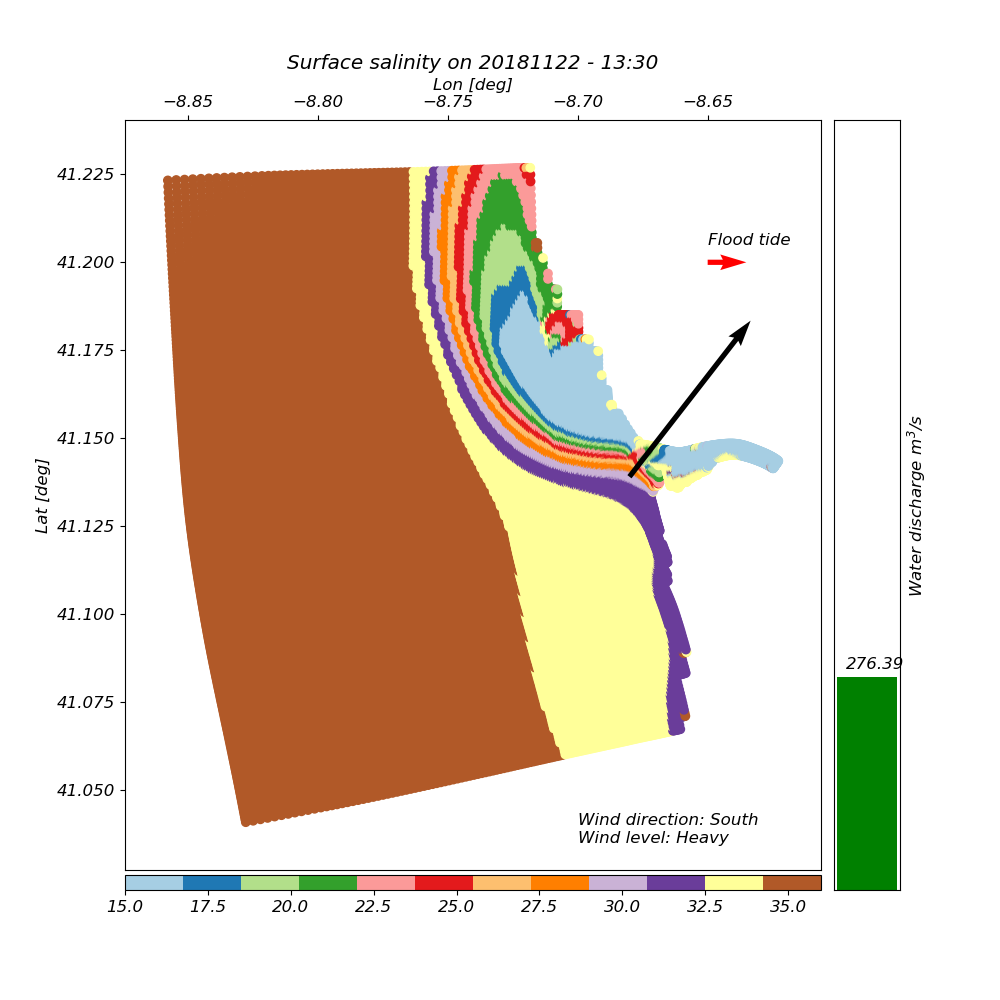 Surface salinity on 20181122 - 13:30
Lon [deg]
−8.85 −8.80 −8.75 −8.70 −8.65
41.225
41.200
41.175
41.150
41.125
41.100
41.075
41.050
Lat [deg]
Flood tide
Wind direction: South
Wind level: Heavy
15.0 17.5 20.0 22.5 25.0 27.5 30.0 32.5 35.0
276.39
Water discharge m³/s